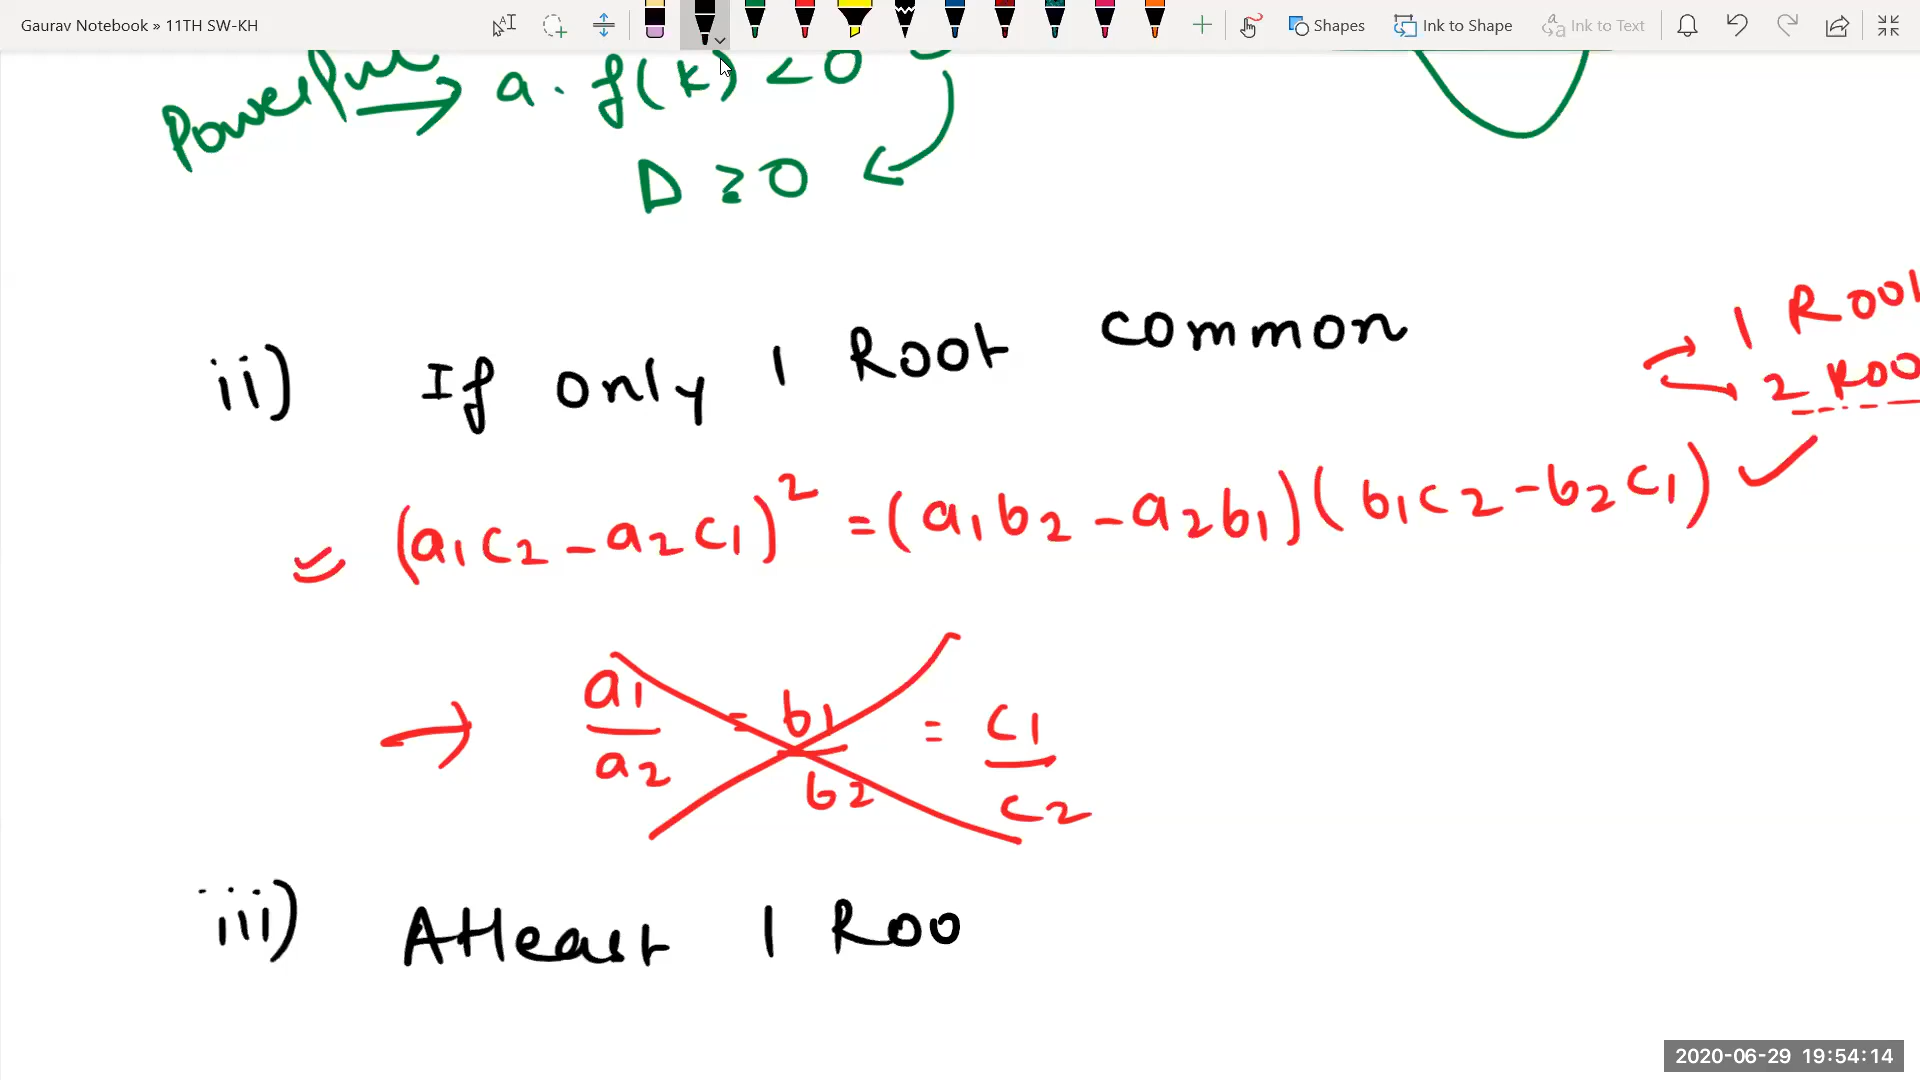 Gaurav Notebook » 11TH SW-KH
Shapes Ink to Shape Ink to Text
Powerful → a. f(k) < 0
D ≥ 0
ii) If only 1 Root common
1 Root
2 Roo
= (a1c2 - a2c1)^2 = (a1b2 - a2b1)(b1c2 - b2c1) ✓
→ a1/a2 = b1/b2 = c1/c2
iii) Atleast 1 Roo
2020-06-29 19:54:14